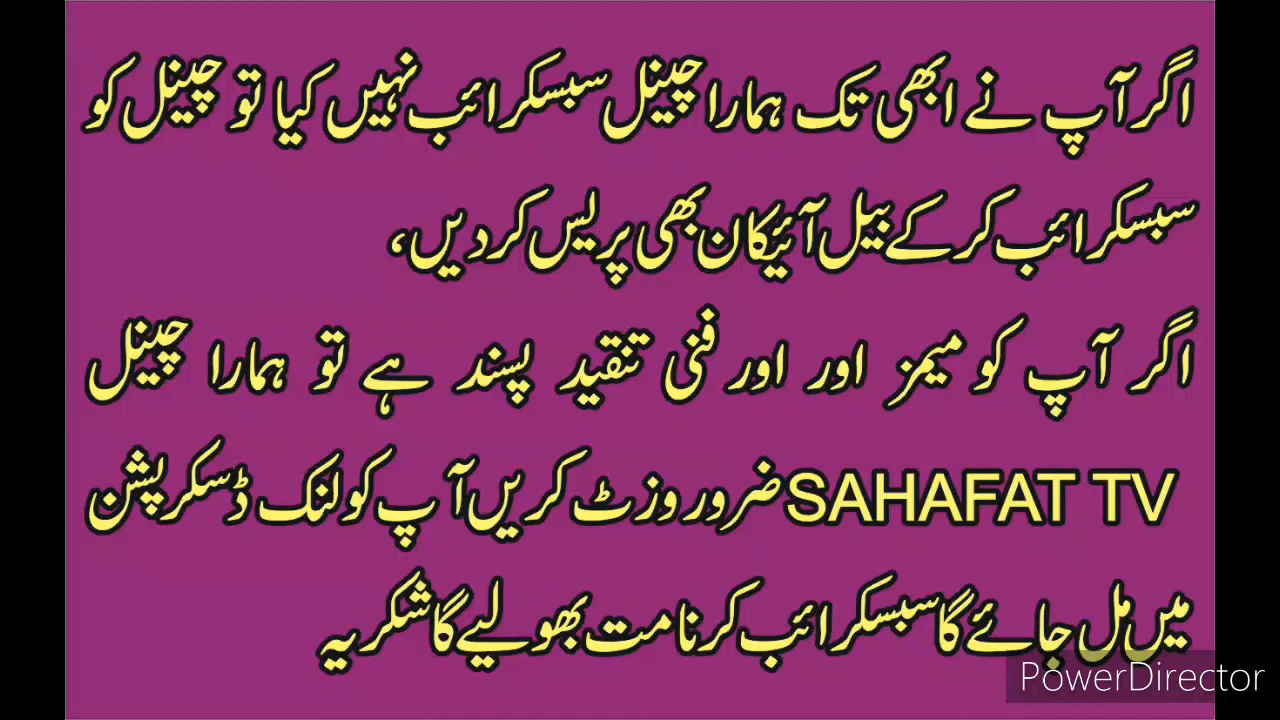 اگر آپ نے ابھی تک ہمارا چینل سبسکرائب نہیں کیا تو چینل کو
سبسکرائب کر کے بیل آئیکان بھی پریس کر دیں،
اگر آپ کو میمز اور اور فنی تنقید پسند ہے تو ہمارا چینل
SAHAFAT TV ضرور وزٹ کریں آپ کو لنک ڈسکرپشن
میں مل جائے گا سبسکرائب کرنا مت بھولیے گا شکریہ
PowerDirector